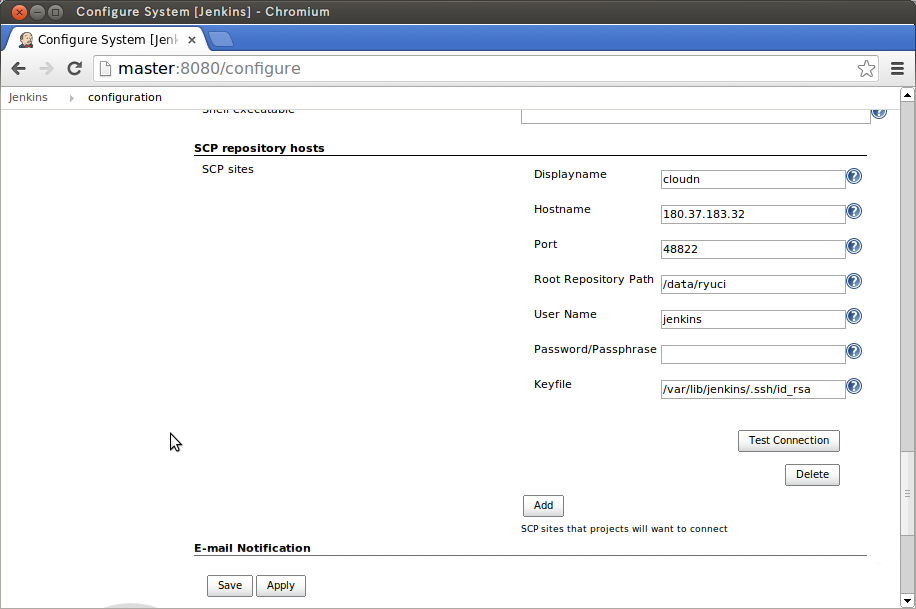 Configure System [Jenkins] - Chromium
Configure System [Jenk
master:8080/configure
Jenkins configuration
Shell executable
SCP repository hosts
SCP sites
Displayname cloudn
Hostname 180.37.183.32
Port 48822
Root Repository Path /data/ryuci
User Name jenkins
Password/Passphrase
Keyfile /var/lib/jenkins/.ssh/id_rsa
Test Connection
Delete
Add
SCP sites that projects will want to connect
E-mail Notification
Save Apply